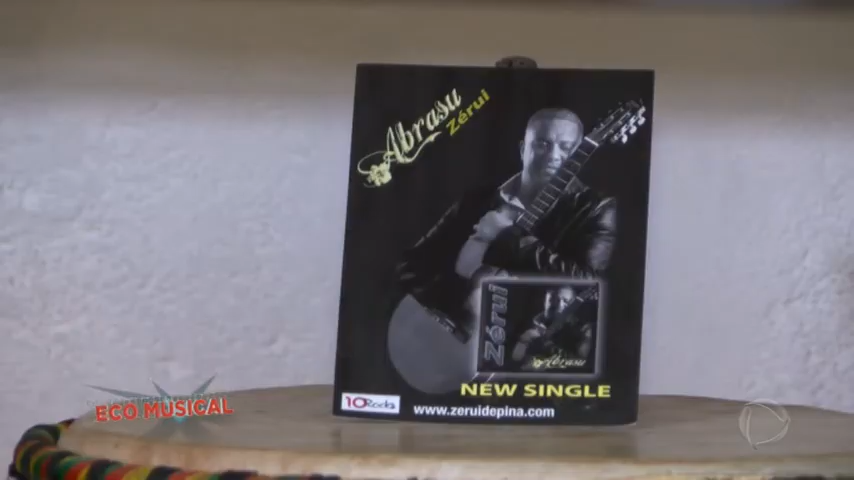 Abrasu
Zérui
Zérui
Abrasu
NEW SINGLE
10Rocks
www.zeruidepina.com
ECO MUSICAL